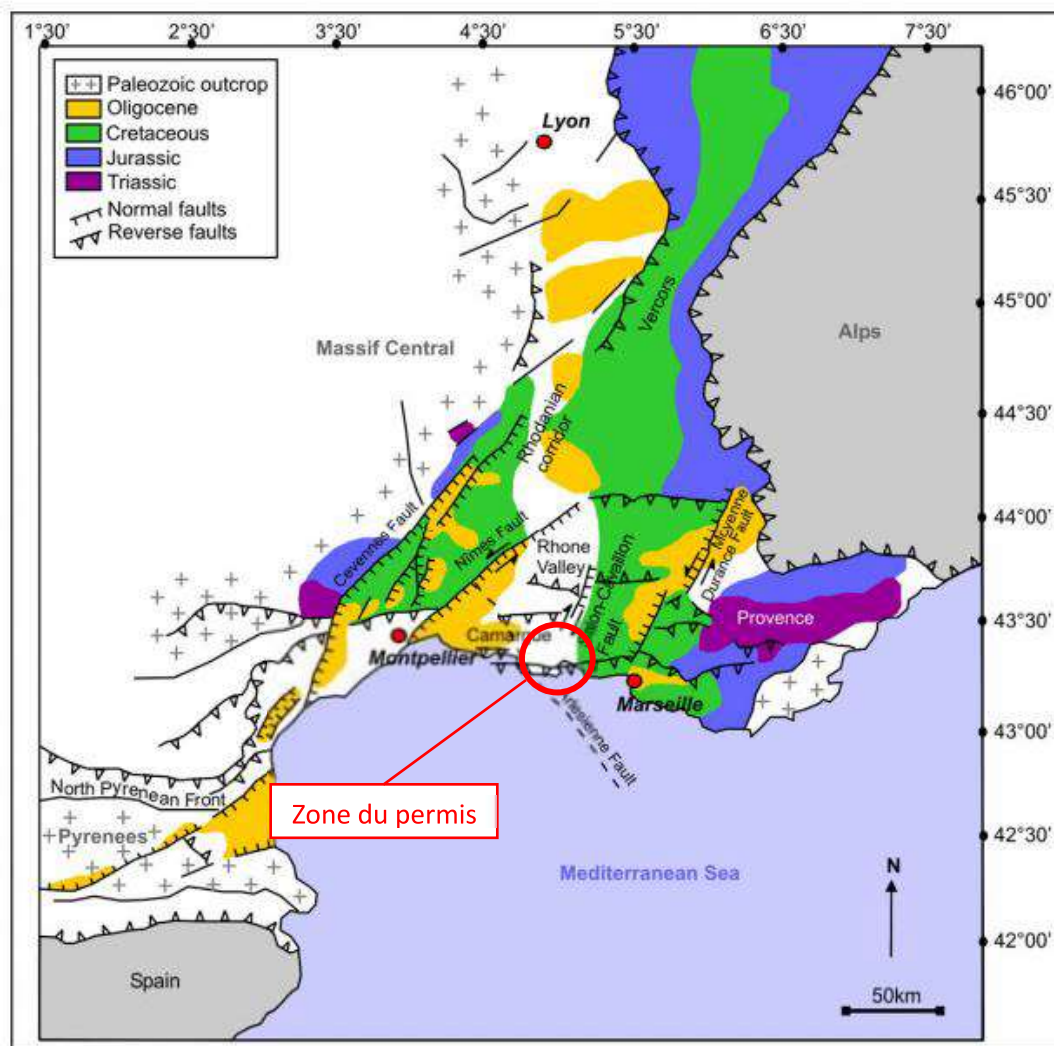 1°30'
2°30'
3°30'
4°30'
5°30'
6°30'
7°30'
Paleozoic outcrop
Oligocene
Cretaceous
Jurassic
Triassic
Normal faults
Reverse faults
46°00'
45°30'
45°00'
44°30'
44°00'
43°30'
43°00'
42°30'
42°00'
Lyon
Massif Central
Vercors
Alps
Rhodanian
corridor
Cevennes Fault
Nîmes Fault
Rhone
Valley
Moyenne
Durance Fault
Fault
Provence
Camargue
Montpellier
Marseille
Arlesienne Fault
Zone du permis
North Pyrenean Front
Pyrenees
Mediterranean Sea
N
Spain
50km